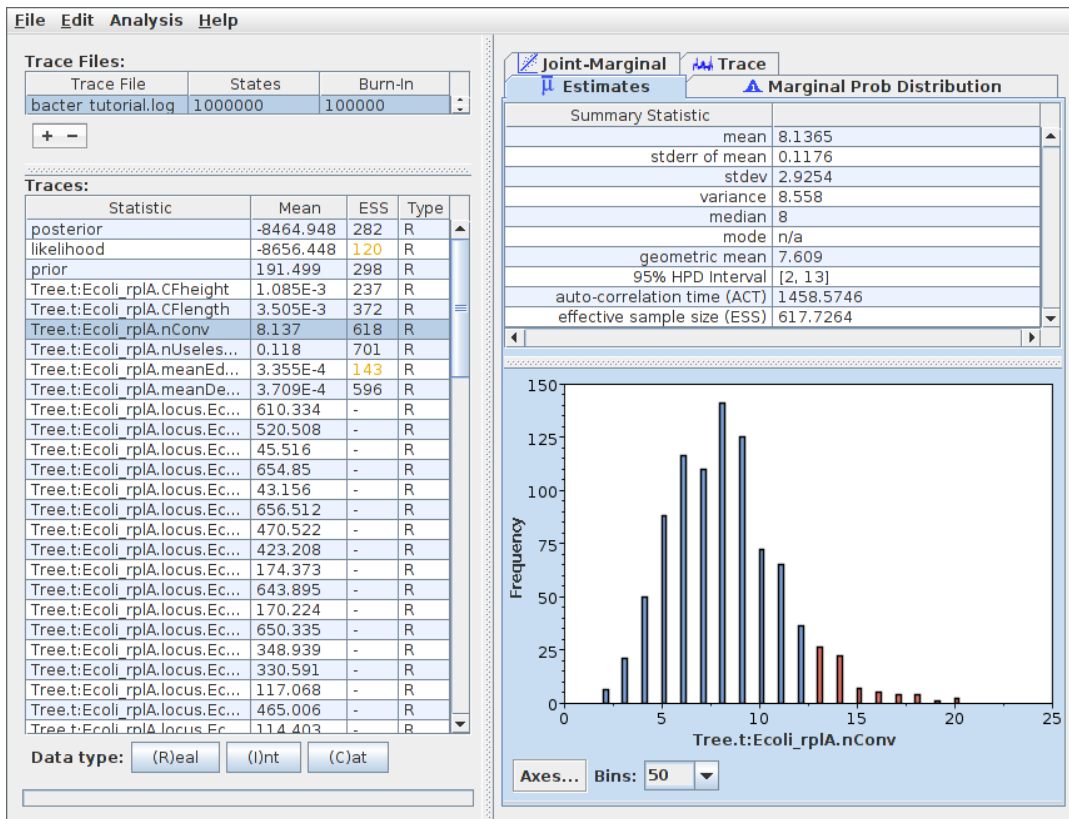 File Edit Analysis Help
Trace Files:
Trace File States Burn-In
bacter_tutorial.log 1000000 100000
+ −
Traces:
Statistic Mean ESS Type
posterior -8464.948 282 R
likelihood -8656.448 120 R
prior 191.499 298 R
Tree.t:Ecoli_rplA.CFheight 1.085E-3 237 R
Tree.t:Ecoli_rplA.CFlength 3.505E-3 372 R
Tree.t:Ecoli_rplA.nConv 8.137 618 R
Tree.t:Ecoli_rplA.nUseles... 0.118 701 R
Tree.t:Ecoli_rplA.meanEd... 3.355E-4 143 R
Tree.t:Ecoli_rplA.meanDe... 3.709E-4 596 R
Tree.t:Ecoli_rplA.locus.Ec... 610.334 - R
Tree.t:Ecoli_rplA.locus.Ec... 520.508 - R
Tree.t:Ecoli_rplA.locus.Ec... 45.516 - R
Tree.t:Ecoli_rplA.locus.Ec... 654.85 - R
Tree.t:Ecoli_rplA.locus.Ec... 43.156 - R
Tree.t:Ecoli_rplA.locus.Ec... 656.512 - R
Tree.t:Ecoli_rplA.locus.Ec... 470.522 - R
Tree.t:Ecoli_rplA.locus.Ec... 423.208 - R
Tree.t:Ecoli_rplA.locus.Ec... 174.373 - R
Tree.t:Ecoli_rplA.locus.Ec... 643.895 - R
Tree.t:Ecoli_rplA.locus.Ec... 170.224 - R
Tree.t:Ecoli_rplA.locus.Ec... 650.335 - R
Tree.t:Ecoli_rplA.locus.Ec... 348.939 - R
Tree.t:Ecoli_rplA.locus.Ec... 330.591 - R
Tree.t:Ecoli_rplA.locus.Ec... 117.068 - R
Tree.t:Ecoli_rplA.locus.Ec... 465.006 - R
Tree.t:Ecoli_rplA.locus.Ec... 114.403 - R
Data type: (R)eal (I)nt (C)at
Joint-Marginal Trace
μ Estimates Marginal Prob Distribution
Summary Statistic
mean 8.1365
stderr of mean 0.1176
stdev 2.9254
variance 8.558
median 8
mode n/a
geometric mean 7.609
95% HPD Interval [2, 13]
auto-correlation time (ACT) 1458.5746
effective sample size (ESS) 617.7264
150
125
100
75
50
25
0
Frequency
0 5 10 15 20 25
Tree.t:Ecoli_rplA.nConv
Axes... Bins: 50